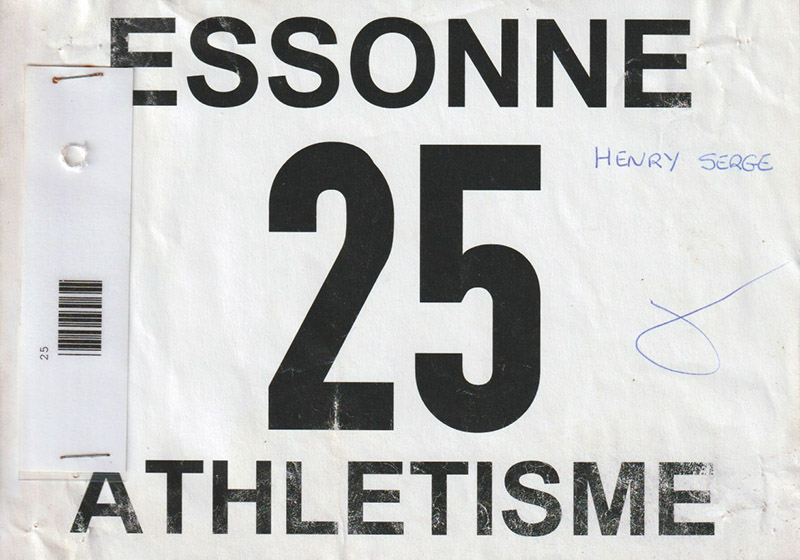 ESSONNE
25
HENRY SERGE
25
ATHLETISME